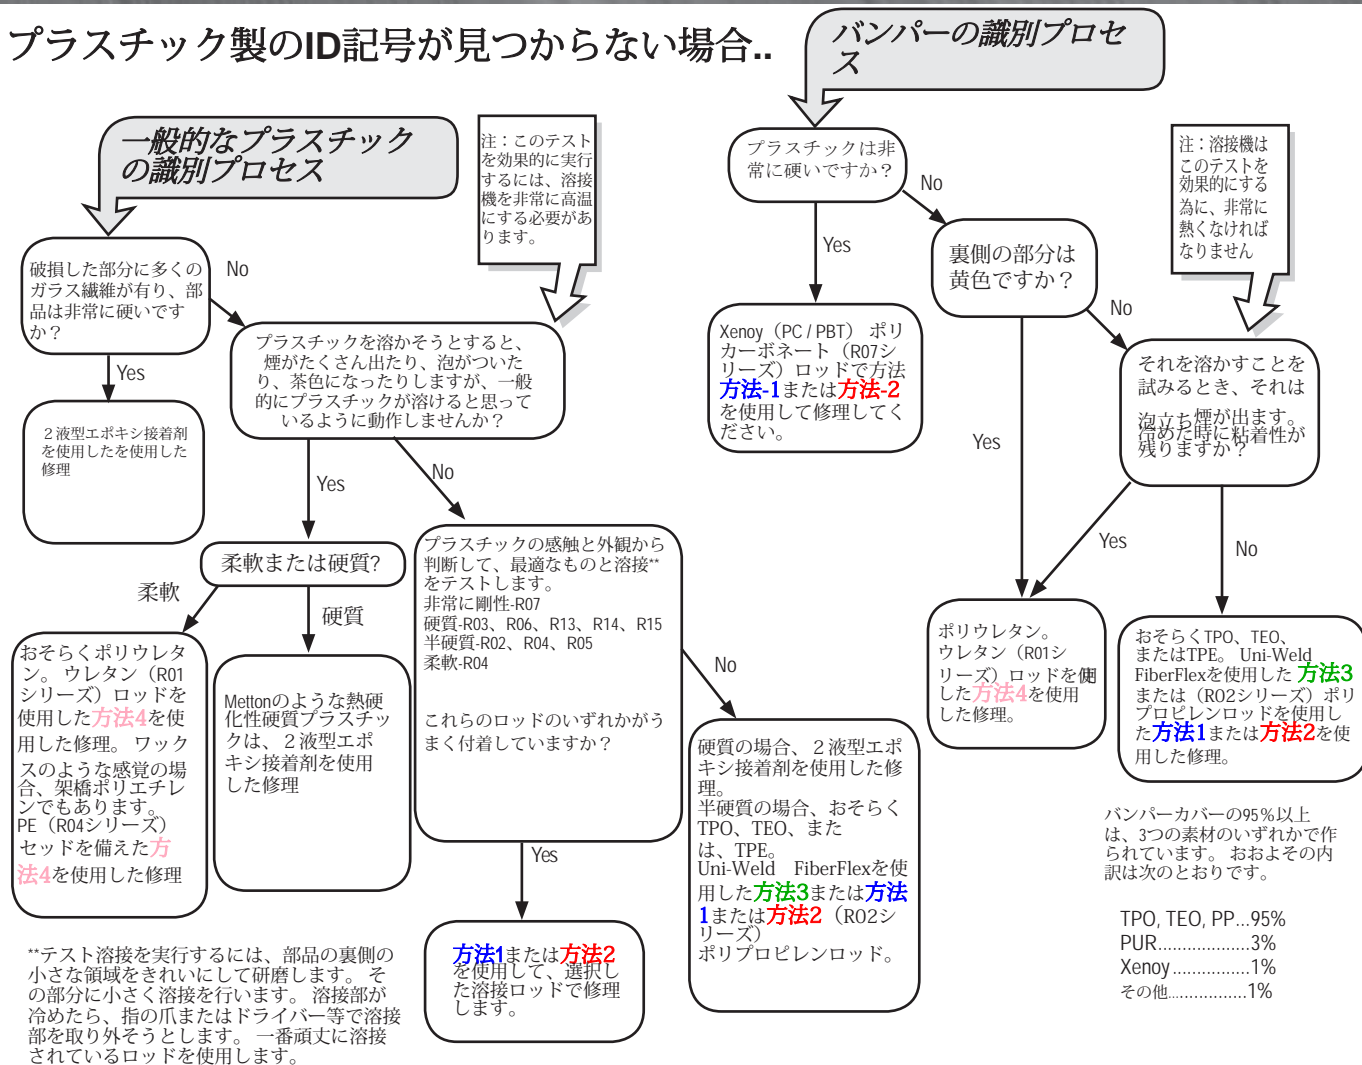 プラスチック製のID記号が見つからない場合..
一般的なプラスチック
の識別プロセス
注：このテスト
を効果的に実行
するには、溶接
機を非常に高温
にする必要があ
ります。
破損した部分に多くの
ガラス繊維が有り、部
品は非常に硬いです
か？
No
Yes
２液型エポキシ接着剤
を使用したを使用した
修理
プラスチックを溶かそうとすると、
煙がたくさん出たり、泡がついた
り、茶色になったりしますが、一般
的にプラスチックが溶けると思って
いるように動作しませんか？
Yes
No
柔軟または硬質?
柔軟
硬質
おそらくポリウレタ
ン。 ウレタン（R01
シリーズ）ロッドを
使用した方法4を使
用した修理。 ワック
スのような感覚の場
合、架橋ポリエチレ
ンでもあります。
PE（R04シリーズ）
セッドを備えた方
法4を使用した修理
Mettonのような熱硬
化性硬質プラスチッ
クは、２液型エポ
キシ接着剤を使用
した修理
プラスチックの感触と外観から
判断して、最適なものと溶接**
をテストします。
非常に剛性-R07
硬質-R03、R06、R13、R14、R15
半硬質-R02、R04、R05
柔軟-R04
これらのロッドのいずれかがう
まく付着していますか？
No
Yes
方法1または方法2
を使用して、選択し
た溶接ロッドで修理
します。
硬質の場合、２液型エポ
キシ接着剤を使用した修
理。
半硬質の場合、おそらく
TPO、TEO、また
は、TPE。
Uni-Weld FiberFlexを使
用した方法3または方法
1または方法2（R02シ
リーズ）
ポリプロピレンロッド。
**テスト溶接を実行するには、部品の裏側の
小さな領域をきれいにして研磨します。 そ
の部分に小さく溶接を行います。 溶接部が
冷めたら、指の爪またはドライバー等で溶接
部を取り外そうとします。 一番頑丈に溶接
されているロッドを使用します。
バンパーの識別プロセ
ス
プラスチックは非
常に硬いですか？
No
Yes
Xenoy（PC / PBT） ポリ
カーボネート（R07シ
リーズ）ロッドで方法
方法-1または方法-2
を使用して修理してく
ださい。
裏側の部分は
黄色ですか？
No
Yes
注：溶接機は
このテストを
効果的にする
為に、非常に
熱くなければ
なりません
それを溶かすことを
試みるとき、それは
泡立ち煙が出ます。
冷めた時に粘着性が
残りますか？
Yes
No
ポリウレタン。
ウレタン（R01シ
リーズ）ロッドを使用
した方法4を使用
した修理。
おそらくTPO、TEO、
またはTPE。 Uni-Weld
FiberFlexを使用した 方法3
または（RO2シリーズ）ポリ
プロピレンロッドを使用し
た方法1または方法2を使
用した修理。
バンパーカバーの95％以上
は、3つの素材のいずれかで作
られています。 おおよその内
訳は次のとおりです。
TPO, TEO, PP...95%
PUR...................3%
Xenoy................1%
その他.................1%